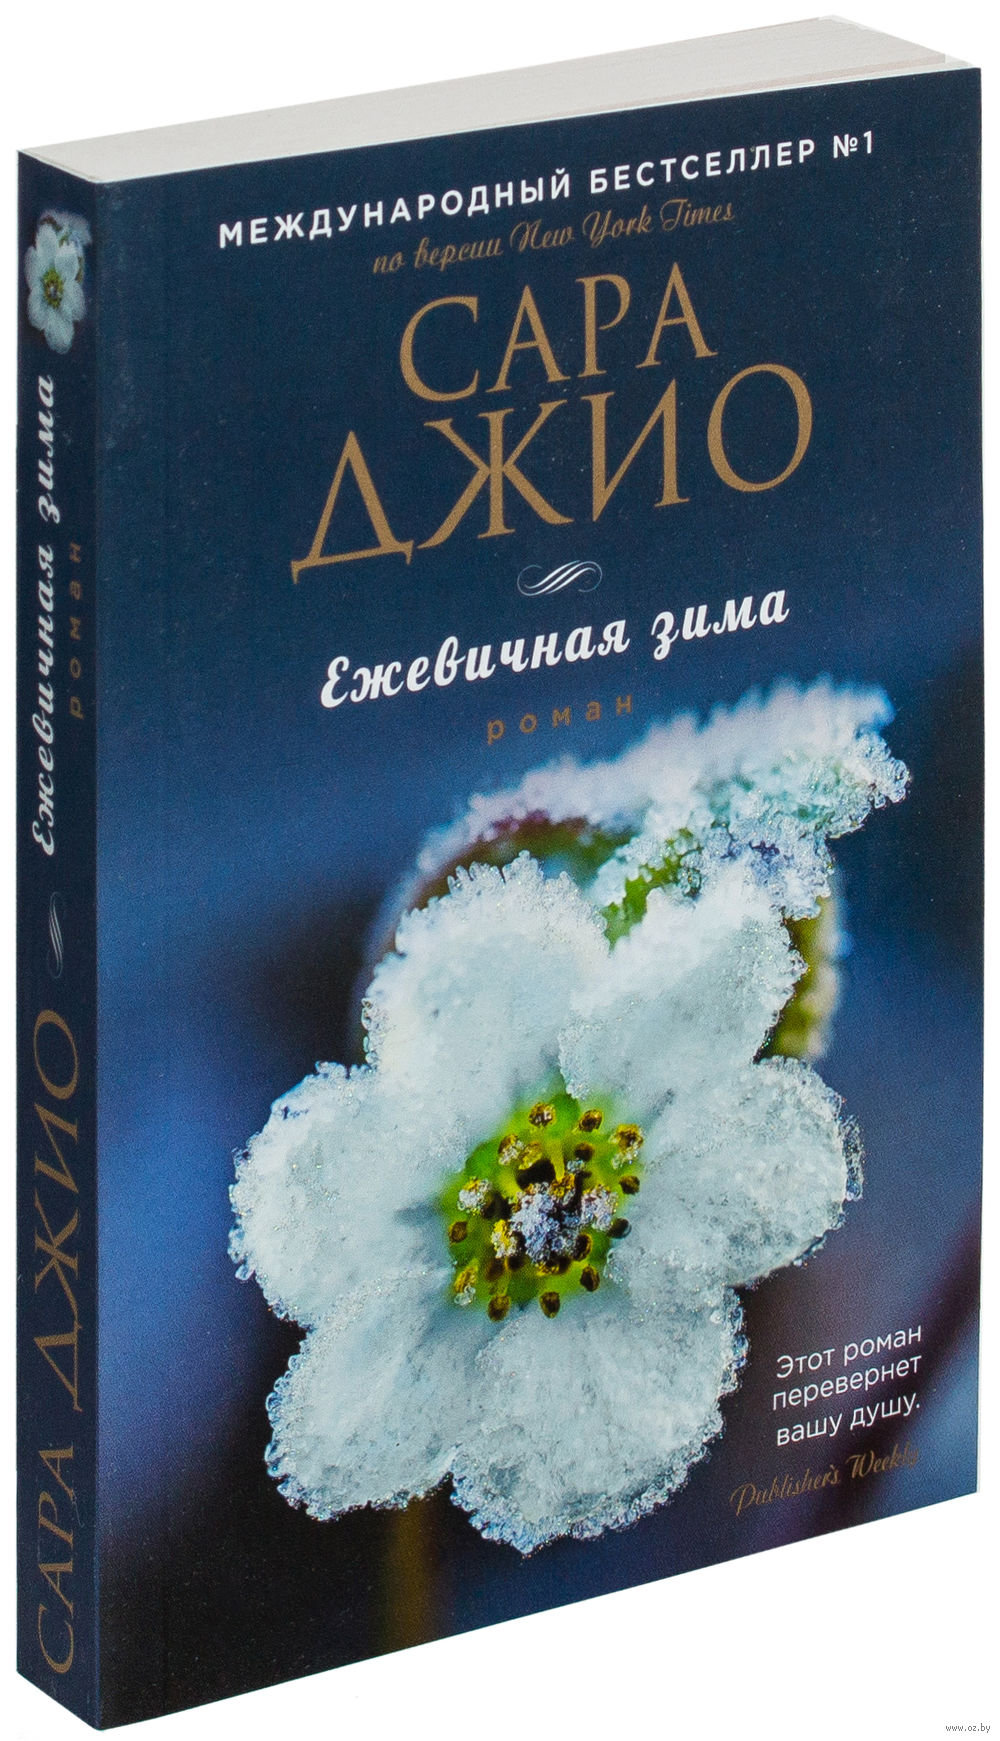 МЕЖДУНАРОДНЫЙ БЕСТСЕЛЛЕР №1
по версии New York Times
САРА
ДЖИО
Ежевичная зима
роман
Этот роман
перевернет
вашу душу.
Publisher's Weekly
САРА ДЖИО Ежевичная зима
роман
www.oz.by